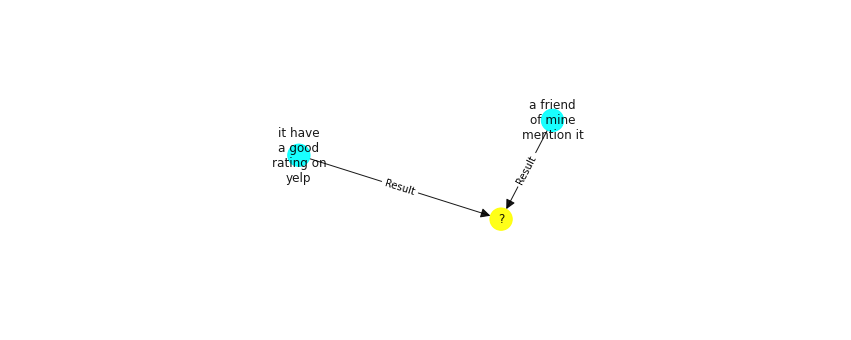 a friend
of mine
mention it
it have
a good
rating on
yelp
Result
Result
?